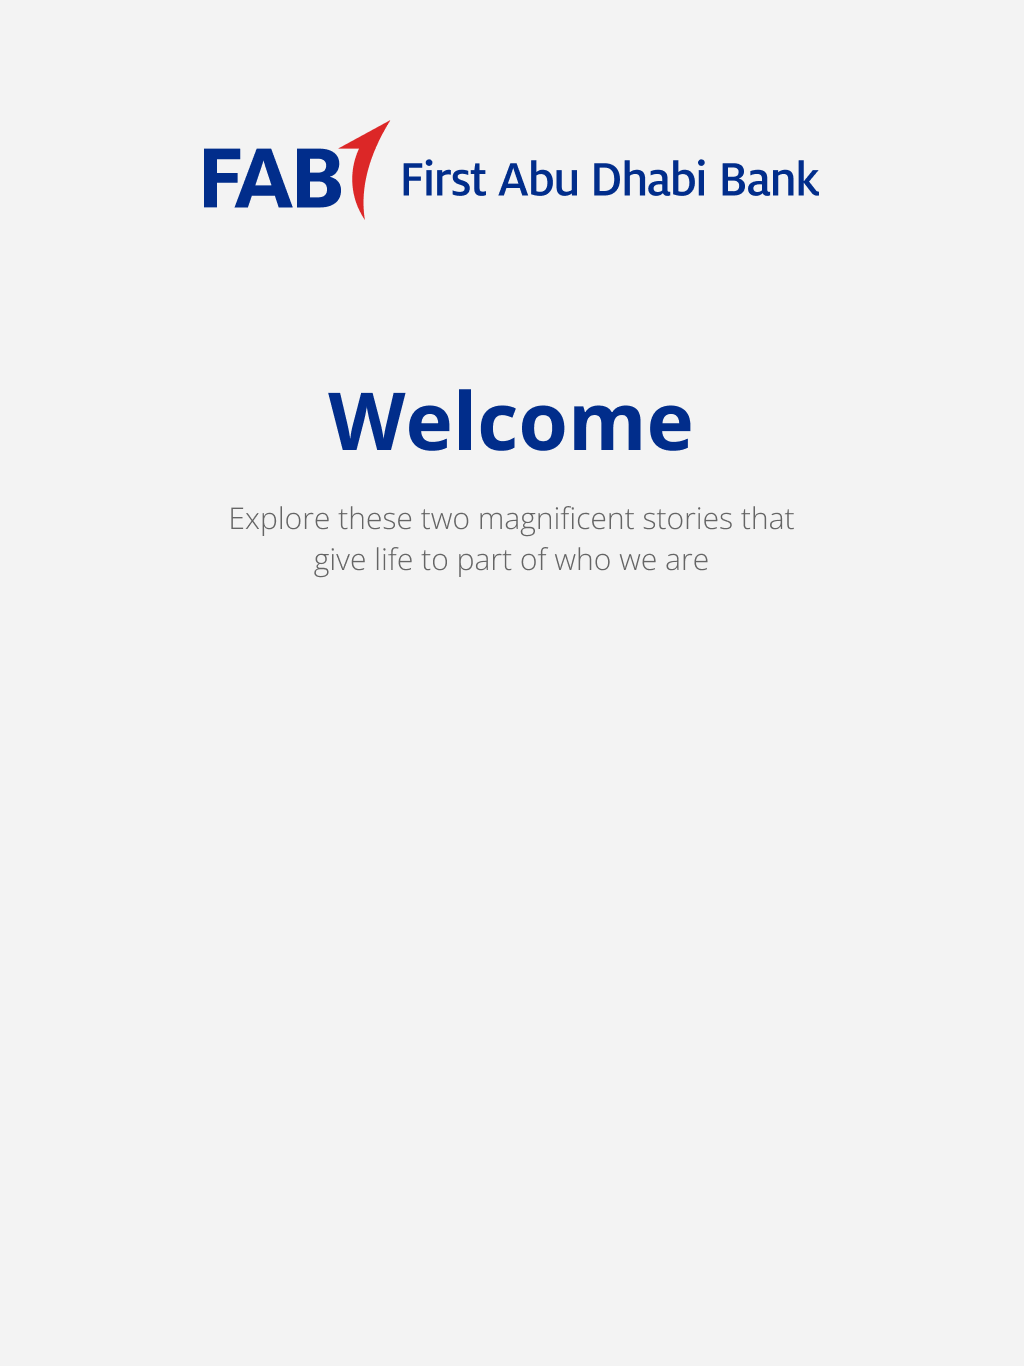 FAB First Abu Dhabi Bank
Welcome
Explore these two magnificent stories that
give life to part of who we are